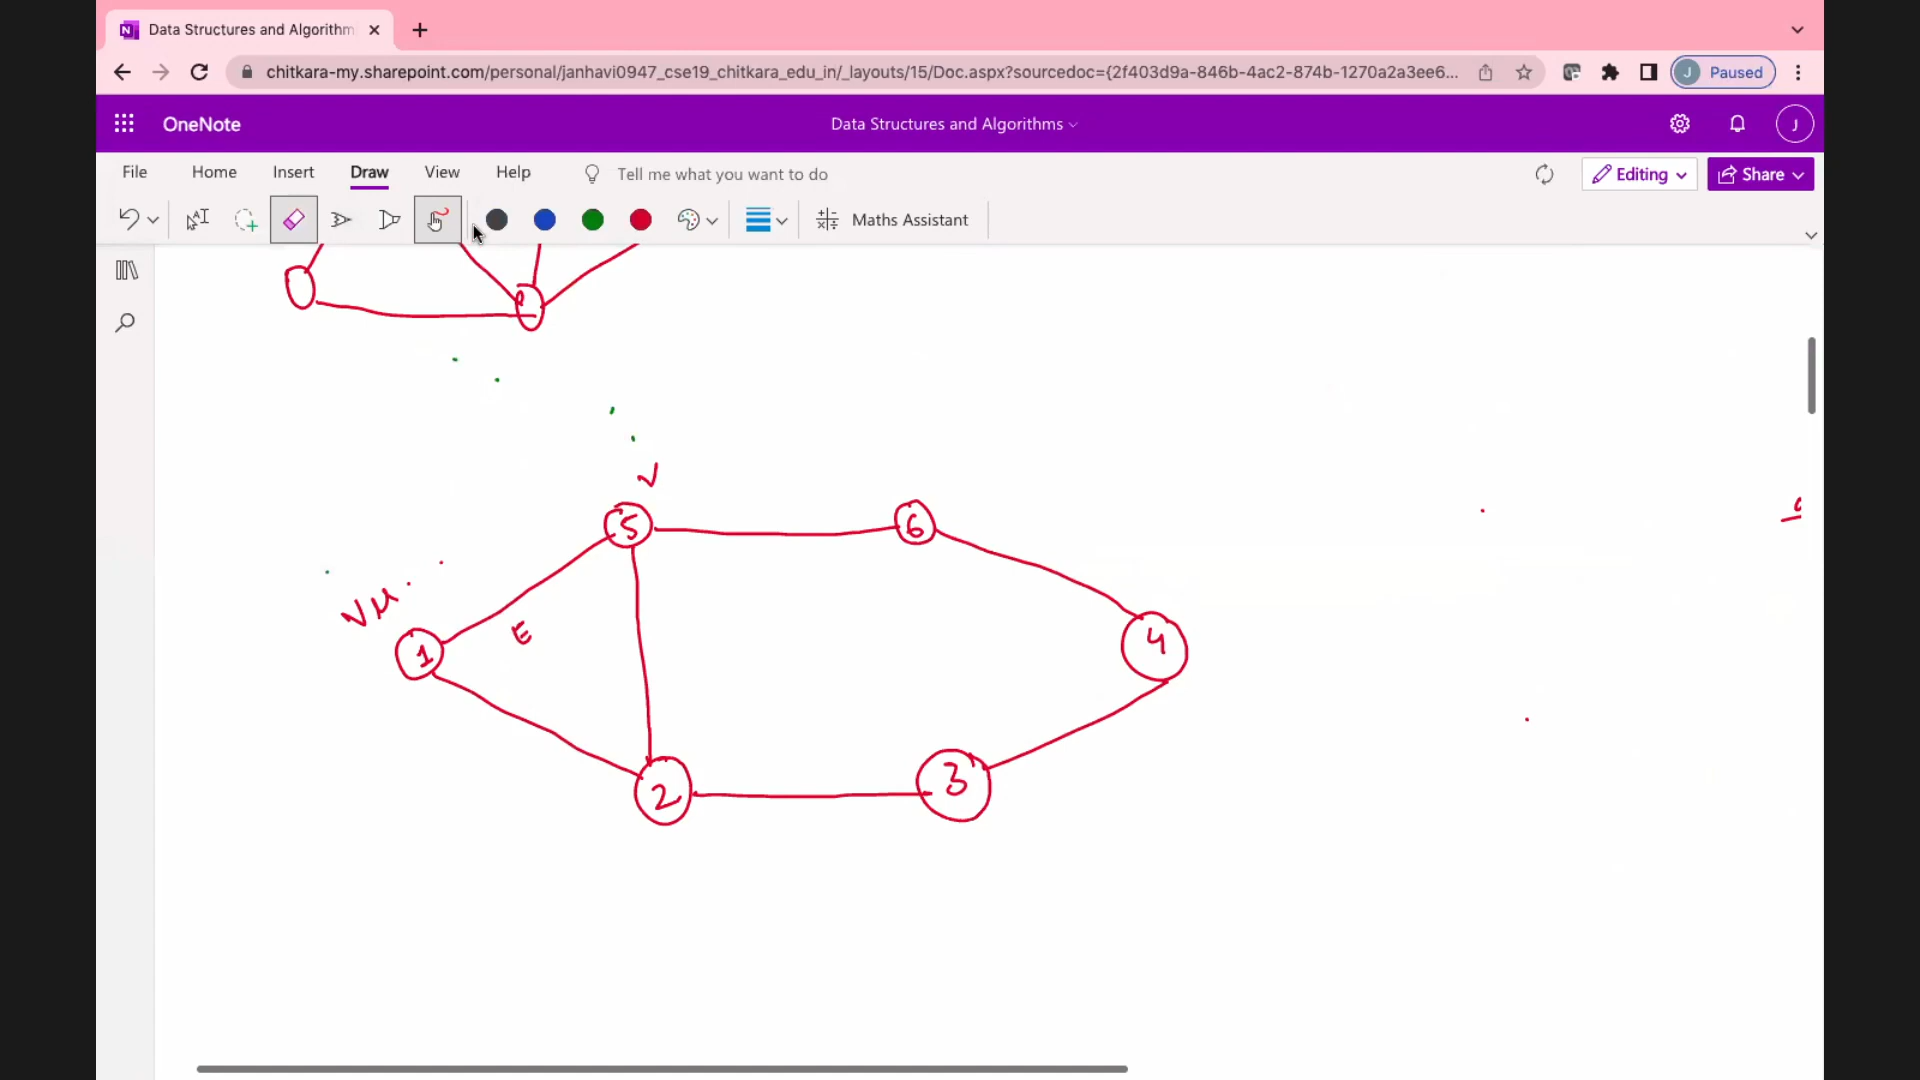 Data Structures and Algorithm
chitkara-my.sharepoint.com/personal/janhavi0947_cse19_chitkara_edu_in/_layouts/15/Doc.aspx?sourcedoc={2f403d9a-846b-4ac2-874b-1270a2a3ee6...
J Paused
OneNote
Data Structures and Algorithms
J
File Home Insert Draw View Help Tell me what you want to do
Editing Share
Maths Assistant
V
5 6
E
1 4
2 3